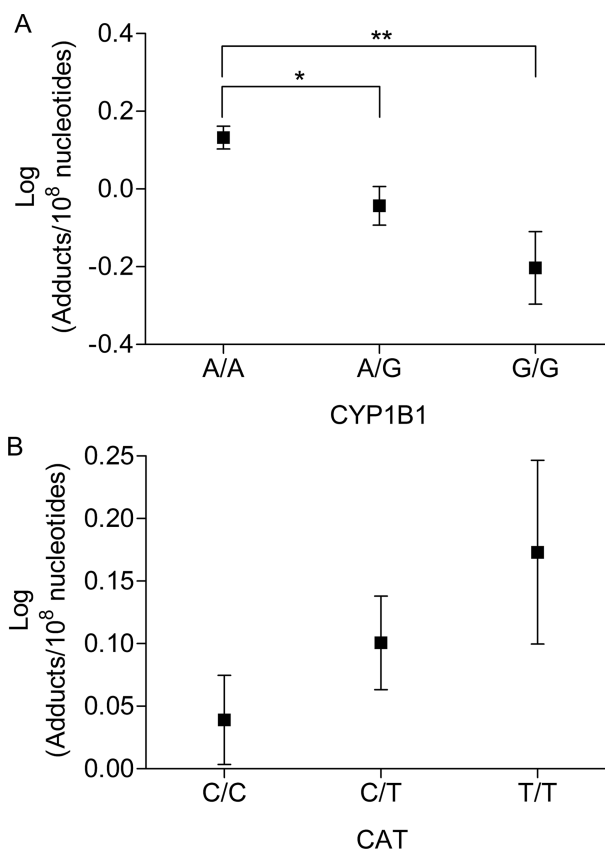 A
Log
(Adducts/10⁸ nucleotides)
0.4
0.2
0.0
-0.2
-0.4
*
**
A/A A/G G/G
CYP1B1
B
Log
(Adducts/10⁸ nucleotides)
0.25
0.20
0.15
0.10
0.05
0.00
C/C C/T T/T
CAT